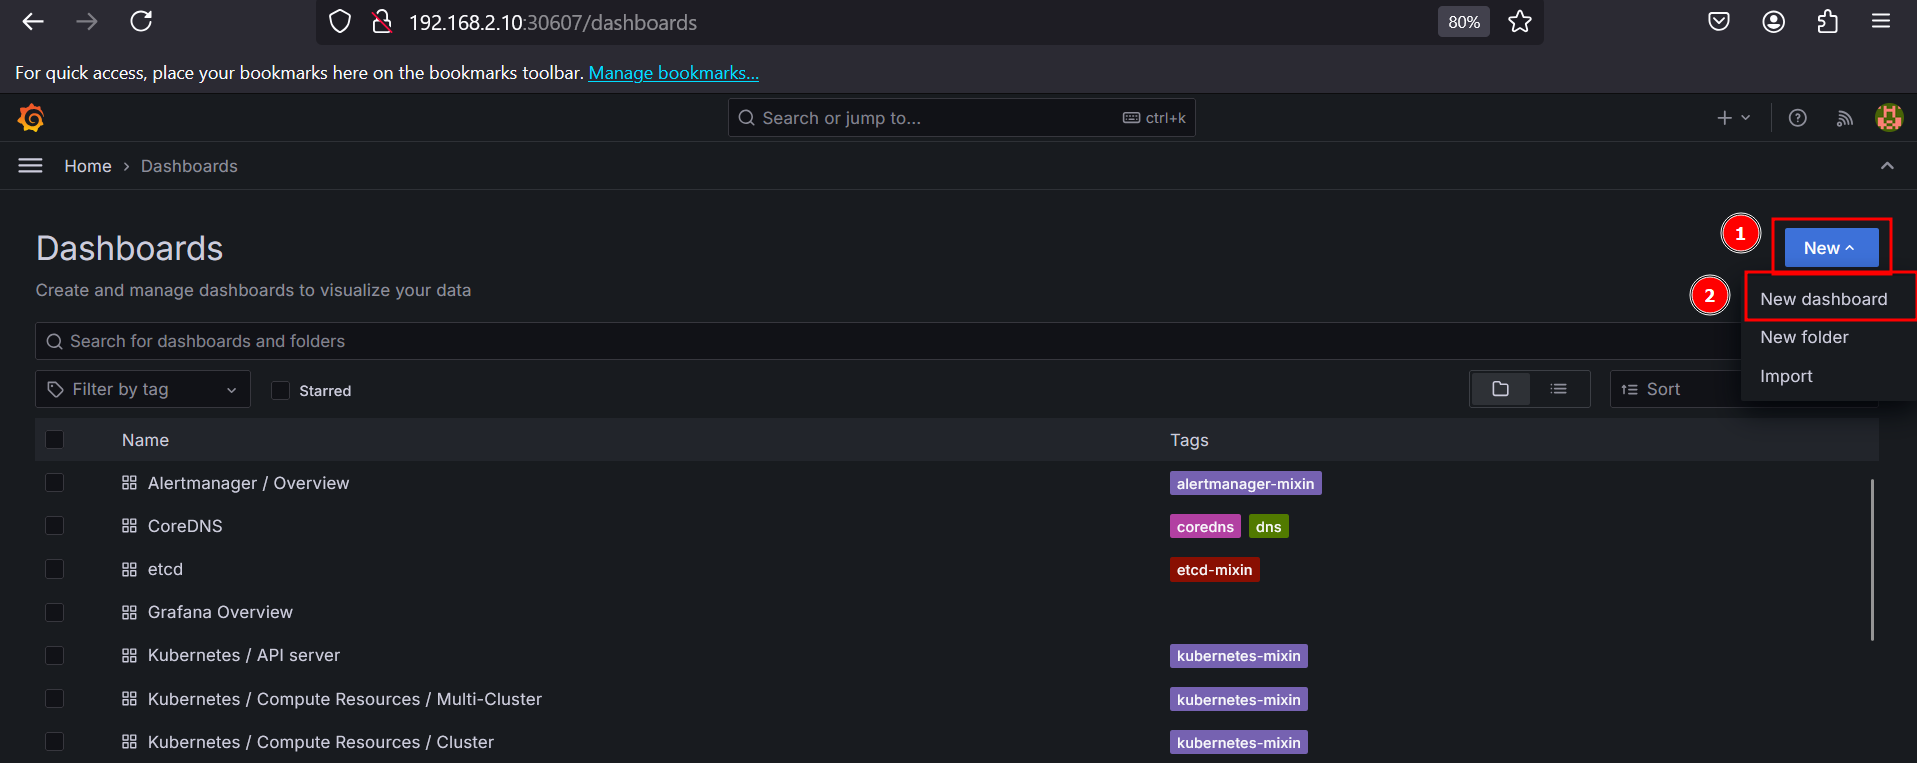 192.168.2.10:30607/dashboards 80%
For quick access, place your bookmarks here on the bookmarks toolbar. Manage bookmarks...
Search or jump to... ctrl+k
Home › Dashboards
Dashboards
1 New
Create and manage dashboards to visualize your data
2 New dashboard
New folder
Import
Search for dashboards and folders
Filter by tag Starred Sort
Name Tags
Alertmanager / Overview alertmanager-mixin
CoreDNS coredns dns
etcd etcd-mixin
Grafana Overview
Kubernetes / API server kubernetes-mixin
Kubernetes / Compute Resources / Multi-Cluster kubernetes-mixin
Kubernetes / Compute Resources / Cluster kubernetes-mixin